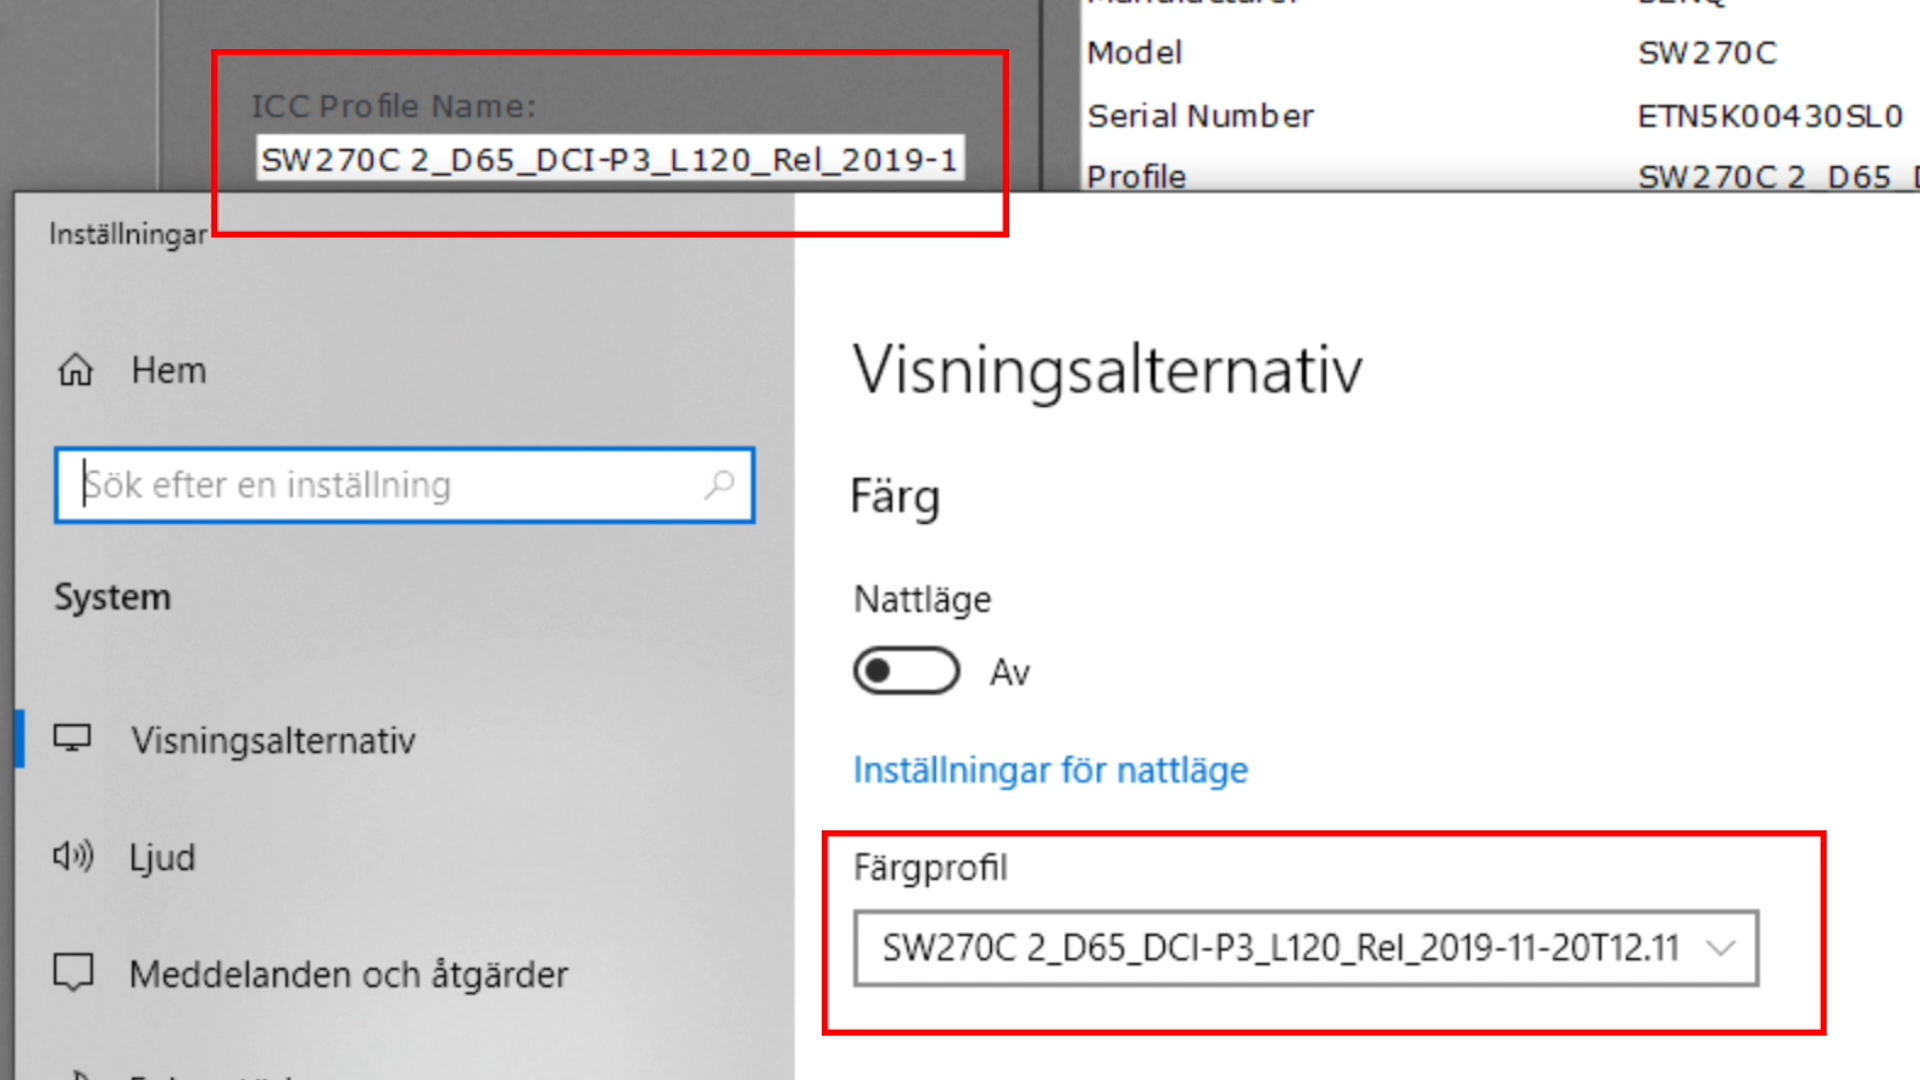 ICC Profile Name:
SW270C 2_D65_DCI-P3_L120_Rel_2019-1
Model SW270C
Serial Number ETN5K00430SL0
Profile SW270C 2_D65_
Inställningar
Hem
Sök efter en inställning
System
Visningsalternativ
Ljud
Meddelanden och åtgärder
Visningsalternativ
Färg
Nattläge
Av
Inställningar för nattläge
Färgprofil
SW270C 2_D65_DCI-P3_L120_Rel_2019-11-20T12.11